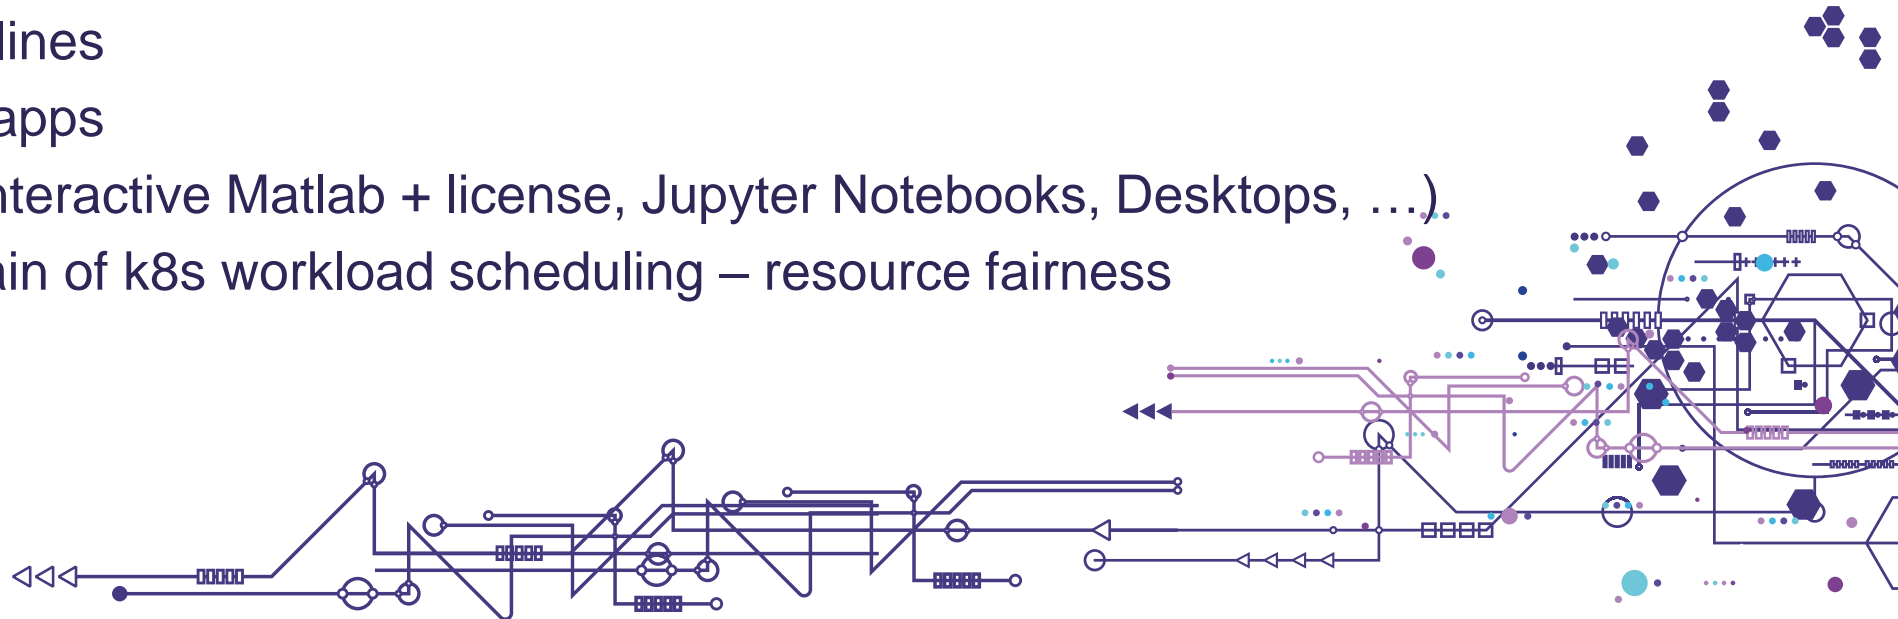 lines
apps
nteractive Matlab + license, Jupyter Notebooks, Desktops, …)
ain of k8s workload scheduling – resource fairness